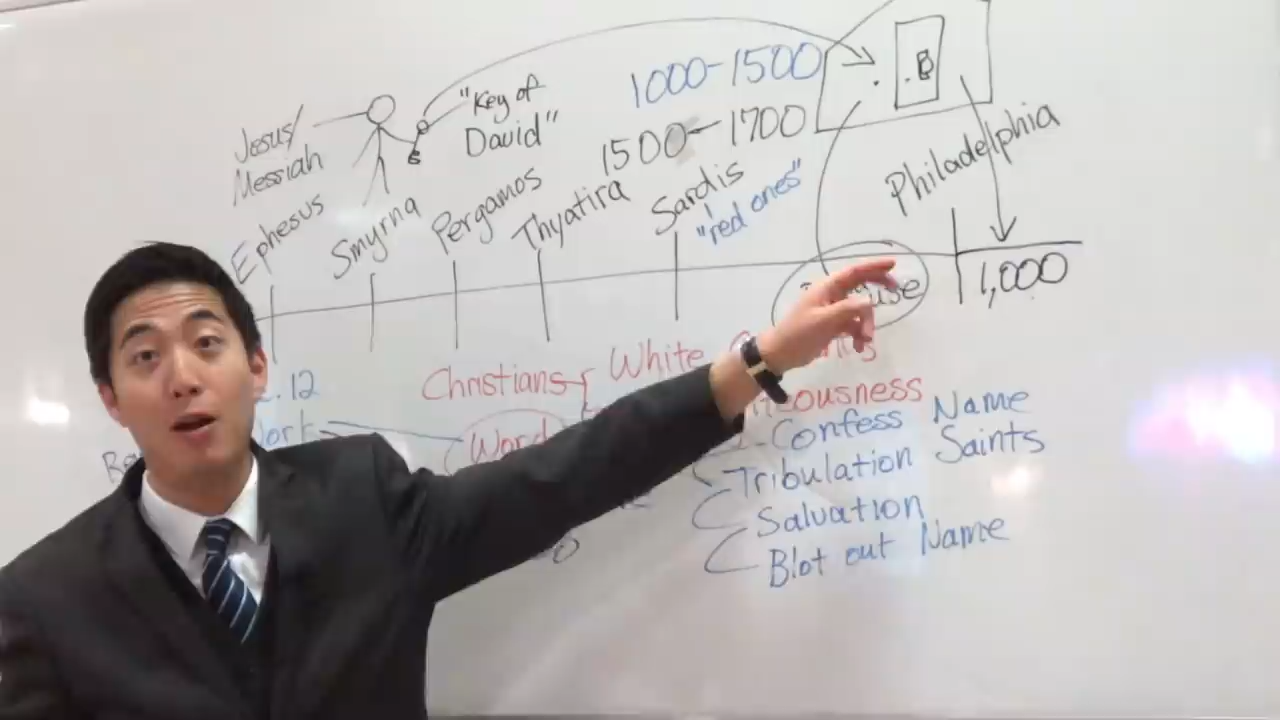 1000-1500
B
"Key of
David"
Jesus/
Messiah
1500-1700
Ephesus
Smyrna
Pergamos
Thyatira
Sardis
"red ones"
Philadelphia
1,000
Christians
White
.12
Word
Confess Name
Tribulation Saints
Salvation
Blot out Name